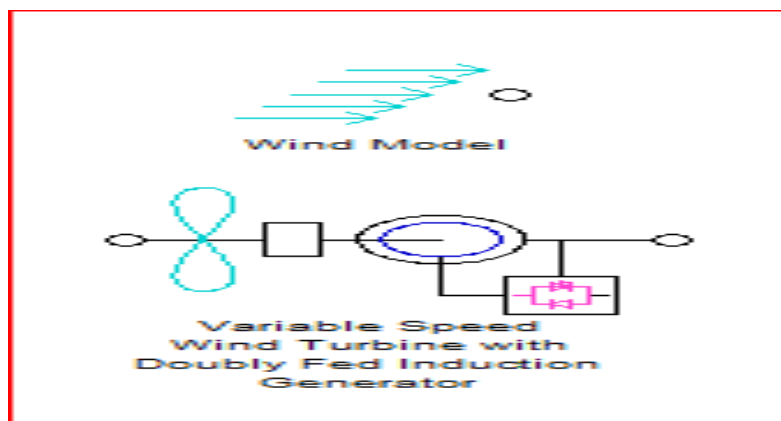 Wind Model
Variable Speed
Wind Turbine with
Doubly Fed Induction
Generator